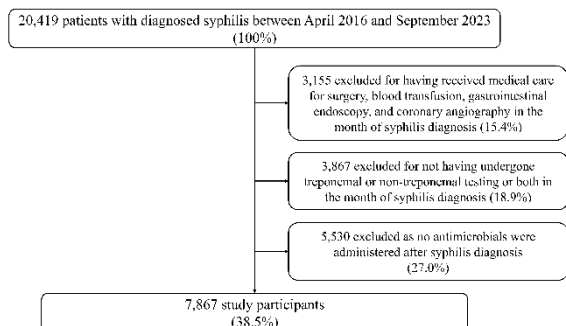 20,419 patients with diagnosed syphilis between April 2016 and September 2023
(100%)
3,155 excluded for having received medical care
for surgery, blood transfusion, gastrointestinal
endoscopy, and coronary angiography in
the month of syphilis diagnosis (15.4%)
3,867 excluded for not having undergone
treponemal or non-treponemal testing or both in
the month of syphilis diagnosis (18.9%)
5,530 excluded as no antimicrobials were
administered after syphilis diagnosis
(27.0%)
7,867 study participants
(38.5%)